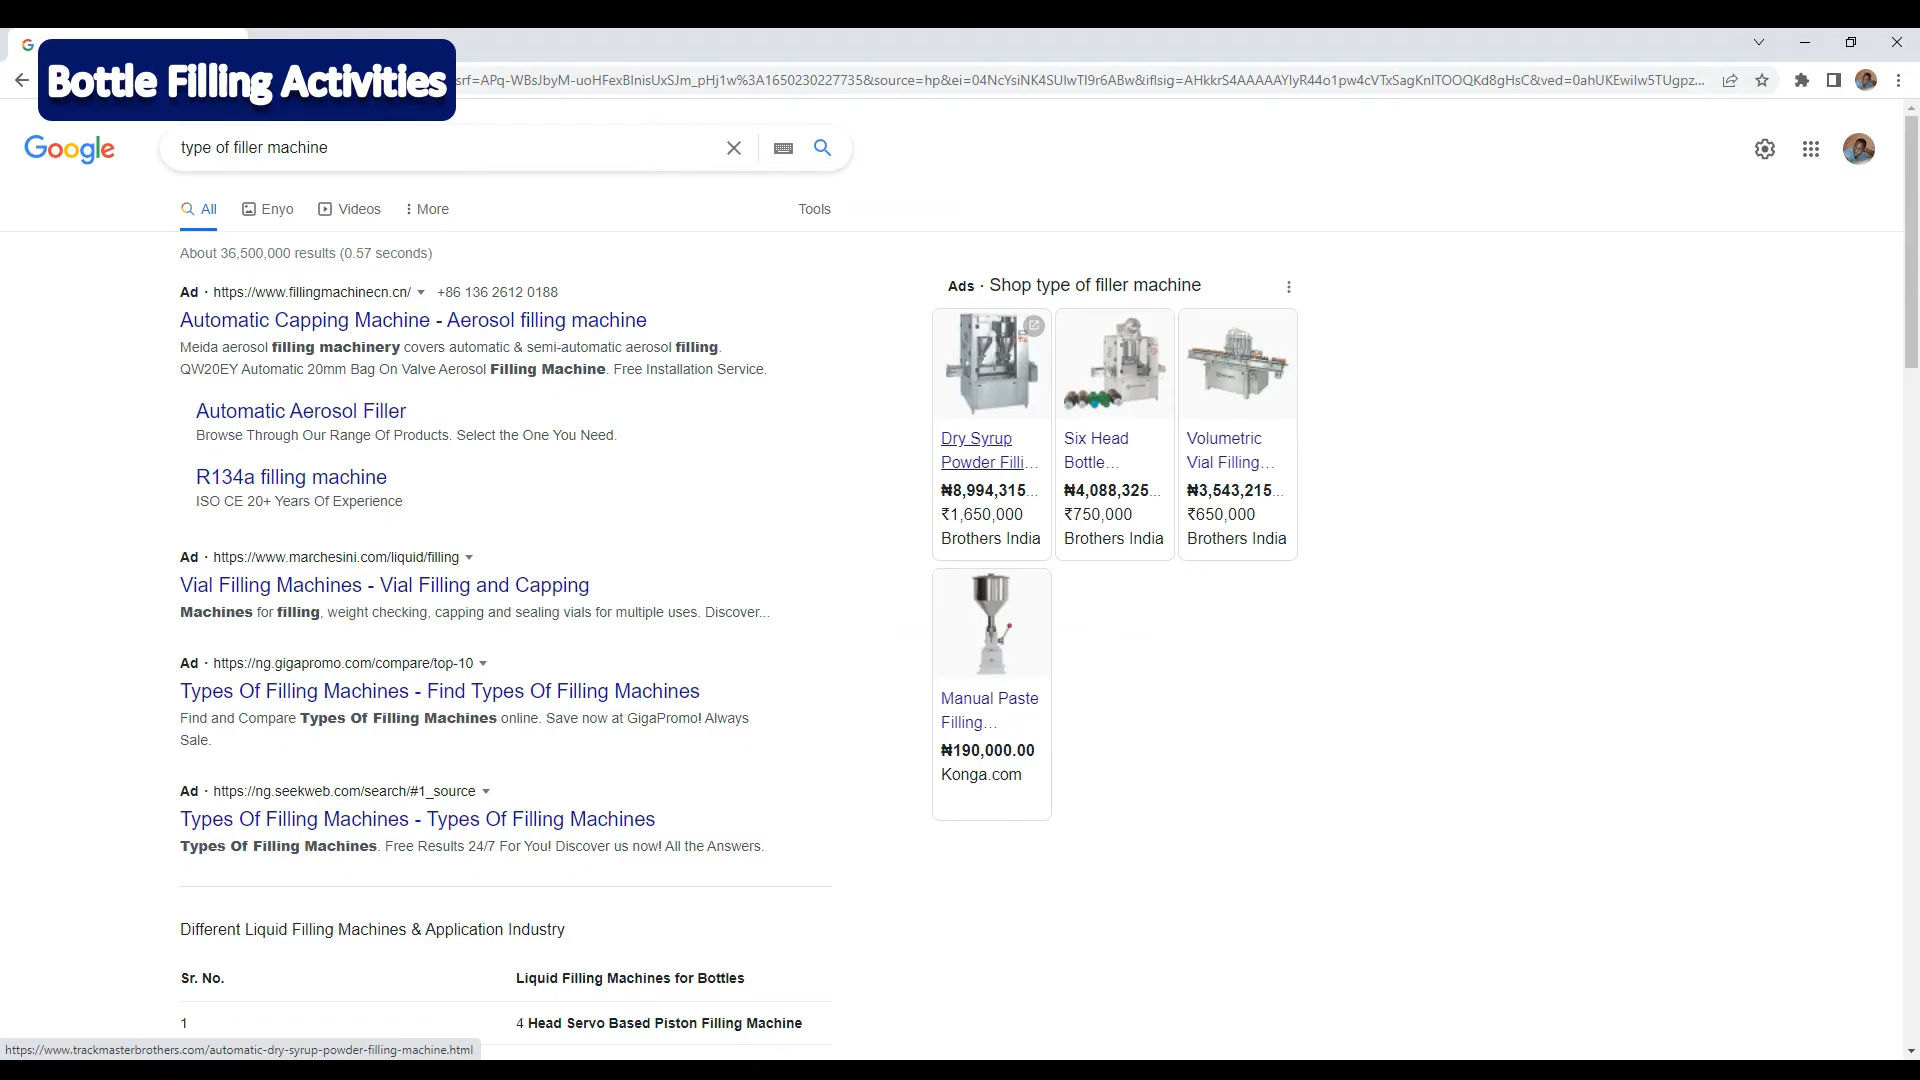 Bottle Filling Activities
srf=APq-WBsJbyM-uoHFexBlnisUxSJm_pHj1w%3A1650230227735&source=hp&ei=04NcYsiNK4SUlwTl9r6ABw&iflsig=AHkkrS4AAAAAYlyR44o1pw4cVTxSagKnlTOOQKd8gHsC&ved=0ahUKEwilw5TUgpz...
Google
type of filler machine
All
Enyo
Videos
More
Tools
About 36,500,000 results (0.57 seconds)
Ad · https://www.fillingmachinecn.cn/ +86 136 2612 0188
Automatic Capping Machine - Aerosol filling machine
Meida aerosol filling machinery covers automatic & semi-automatic aerosol filling.
QW20EY Automatic 20mm Bag On Valve Aerosol Filling Machine. Free Installation Service.
Automatic Aerosol Filler
Browse Through Our Range Of Products. Select the One You Need.
R134a filling machine
ISO CE 20+ Years Of Experience
Ad · https://www.marchesini.com/liquid/filling
Vial Filling Machines - Vial Filling and Capping
Machines for filling, weight checking, capping and sealing vials for multiple uses. Discover...
Ad · https://ng.gigapromo.com/compare/top-10
Types Of Filling Machines - Find Types Of Filling Machines
Find and Compare Types Of Filling Machines online. Save now at GigaPromo! Always
Sale.
Ad · https://ng.seekweb.com/search/#1_source
Types Of Filling Machines - Types Of Filling Machines
Types Of Filling Machines. Free Results 24/7 For You! Discover us now! All the Answers.
Different Liquid Filling Machines & Application Industry
Sr. No. Liquid Filling Machines for Bottles
1 4 Head Servo Based Piston Filling Machine
Ads · Shop type of filler machine
Dry Syrup
Powder Filli...
₦8,994,315...
₹1,650,000
Brothers India
Six Head
Bottle...
₦4,088,325...
₹750,000
Brothers India
Volumetric
Vial Filling...
₦3,543,215...
₹650,000
Brothers India
Manual Paste
Filling...
₦190,000.00
Konga.com
https://www.trackmasterbrothers.com/automatic-dry-syrup-powder-filling-machine.html